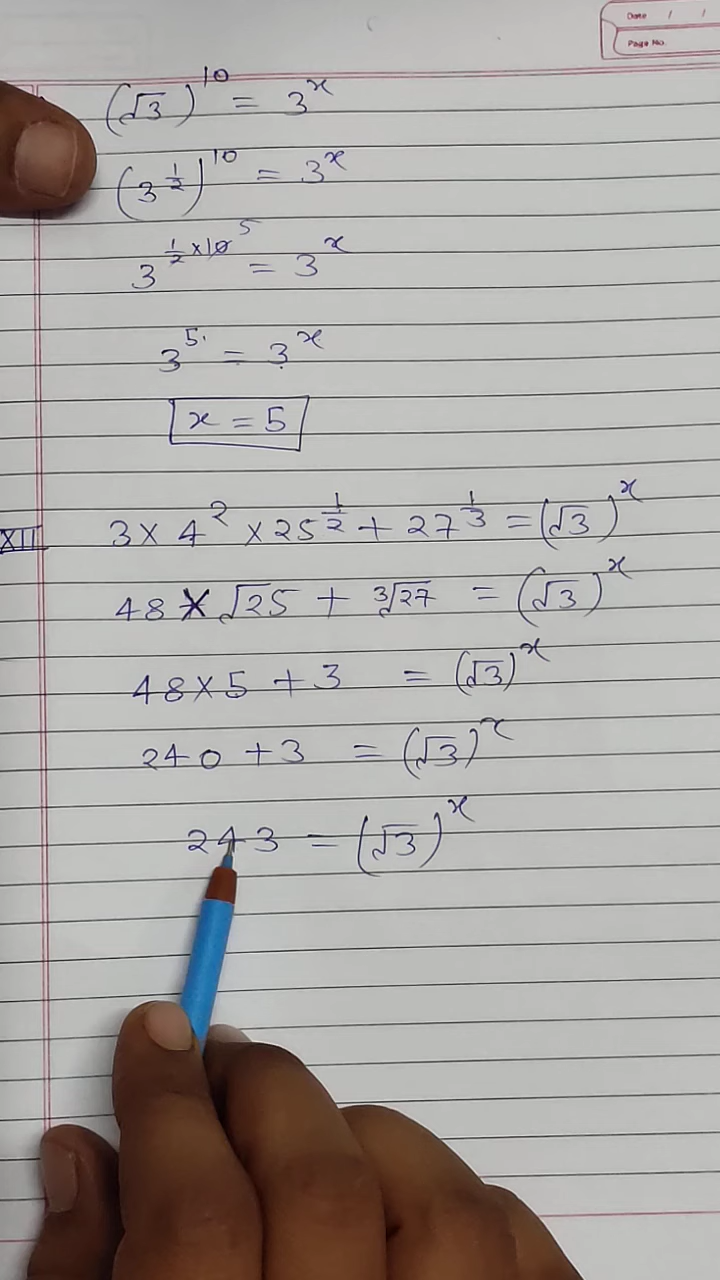 Date / /
Page No.
(√3)^10 = 3^x
(3^1/2)^10 = 3^x
3^1/2×10 5 = 3^x
3^5. = 3^x
x = 5
XII 3 × 4^2 × 25^1/2 + 27^1/3 = (√3)^x
48 × √25 + ∛27 = (√3)^x
48 × 5 + 3 = (√3)^x
240 + 3 = (√3)^x
243 = (√3)^x